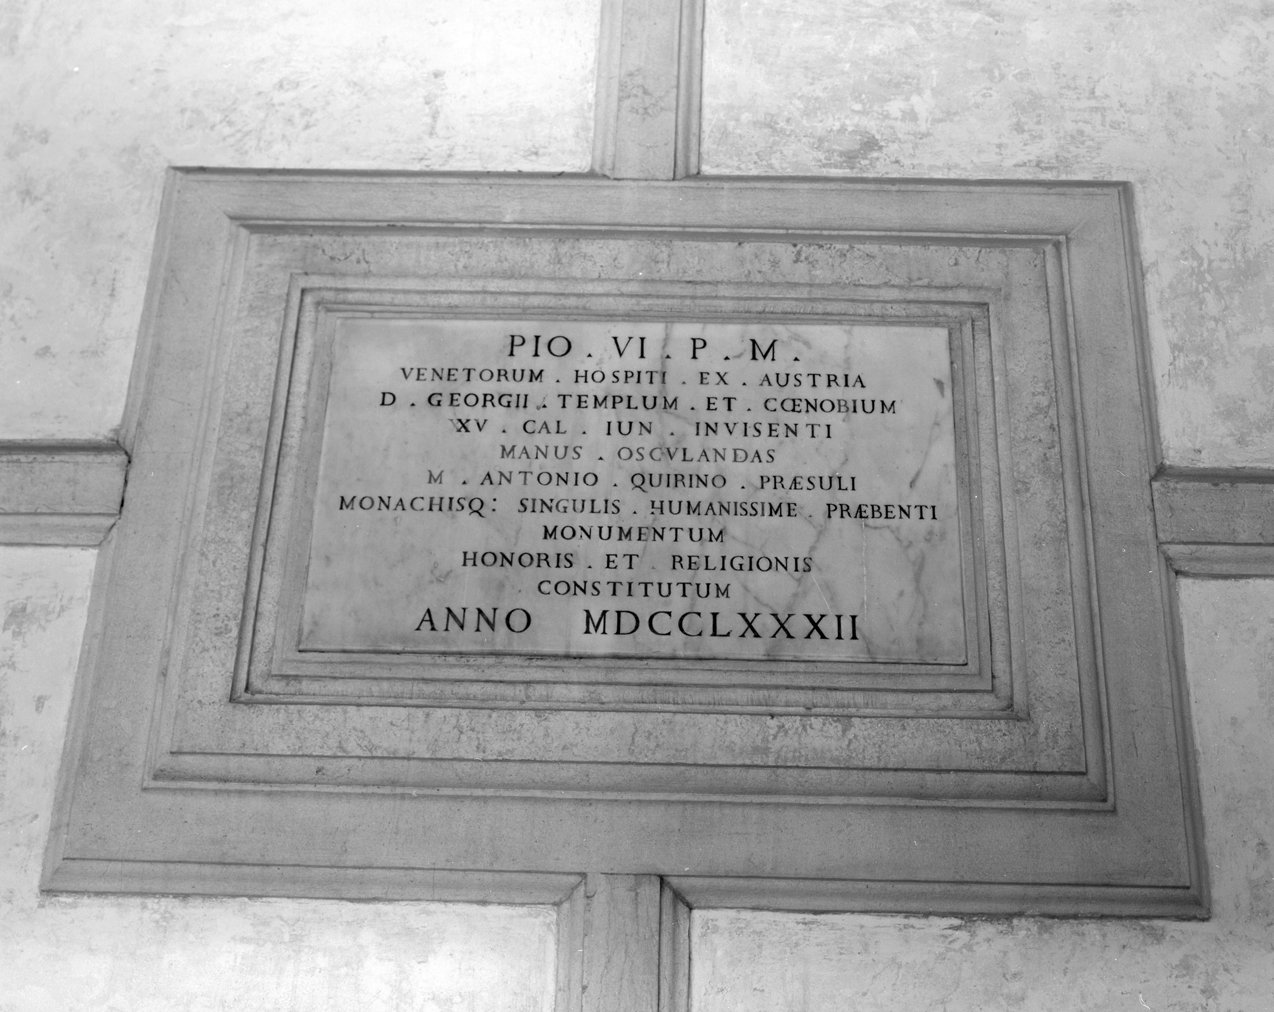 PIO . VI . P . M .
VENETORUM . HOSPITI . EX . AUSTRIA
D . GEORGII . TEMPLUM . ET . CŒNOBIUM
XV . CAL . IUN . INVISENTI
MANUS . OSCVLANDAS
M . ANTONIO . QUIRINO . PRÆSULI
MONACHISQ: SINGULIS . HUMANISSIME . PRÆBENTI
MONUMENTUM
HONORIS . ET . RELIGIONIS
CONSTITUTUM
ANNO MDCCLXXXII